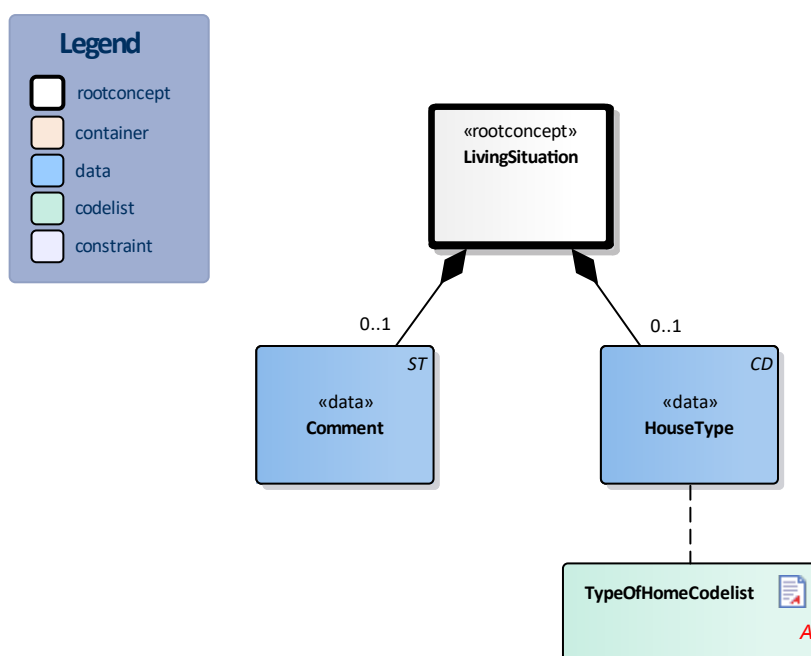 Legend
rootconcept
container
data
codelist
constraint
«rootconcept»
LivingSituation
0..1
0..1
ST
«data»
Comment
CD
«data»
HouseType
TypeOfHomeCodelist
A